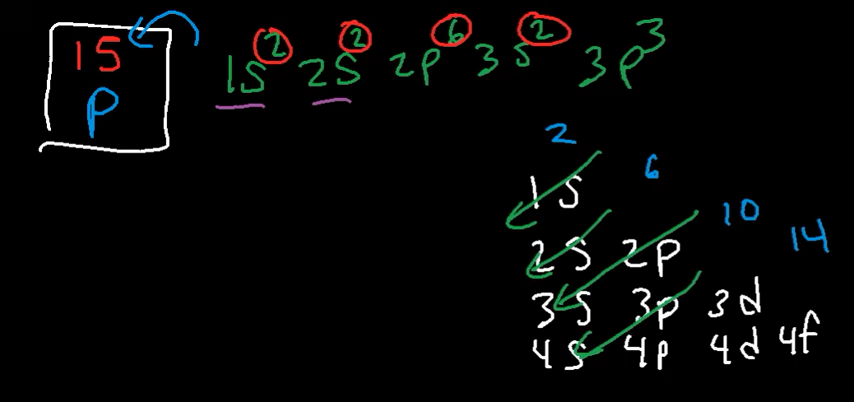 15
P
1S² 2S² 2p⁶ 3s² 3p³
2 6 10 14
1S
2S 2p
3S 3p 3d
4s 4p 4d 4f